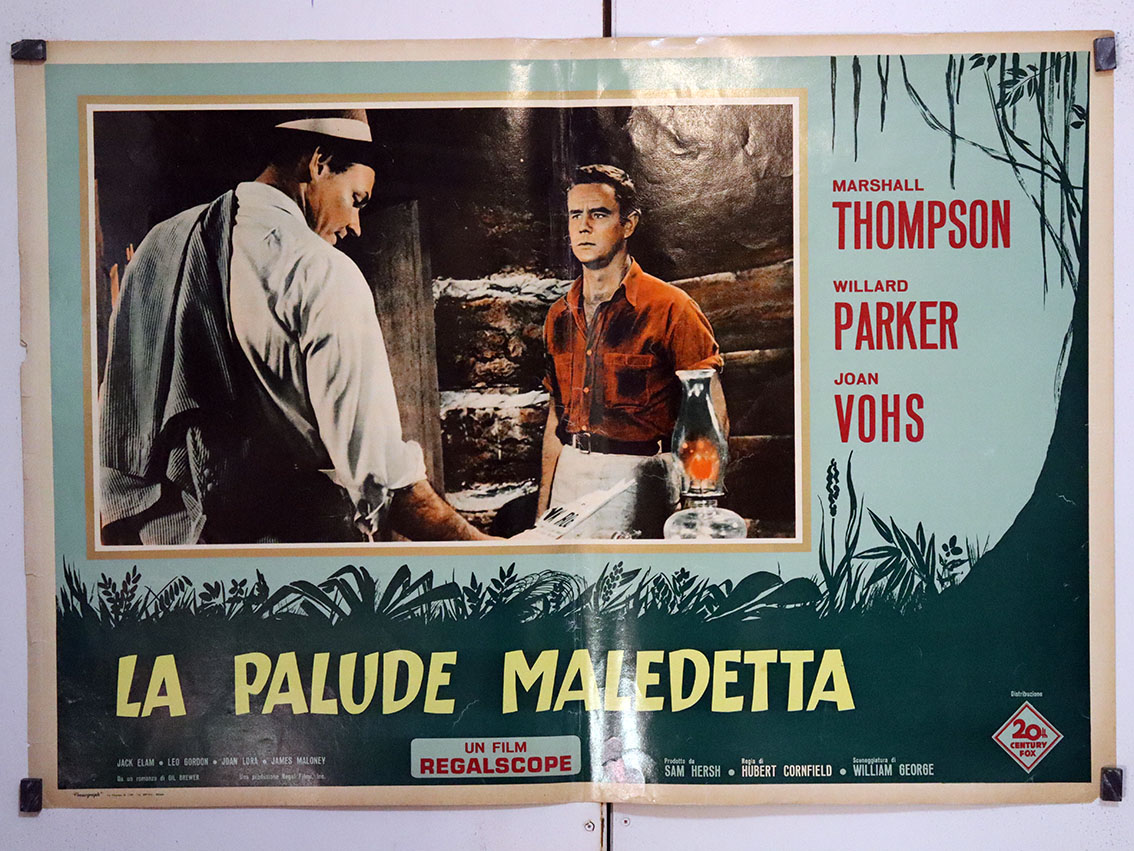 MARSHALL
THOMPSON
WILLARD
PARKER
JOAN
VOHS
LA PALUDE MALEDETTA
JACK ELAM • LEO GORDON • JOAN LORA • JAMES MALONEY
Da un romanzo di GIL BREWER Una produzione Regal Films, Inc.
UN FILM
REGALSCOPE
Prodotto da SAM HERSH • Regia di HUBERT CORNFIELD • Sceneggiatura di WILLIAM GEORGE
Distribuzione
20th
CENTURY
FOX